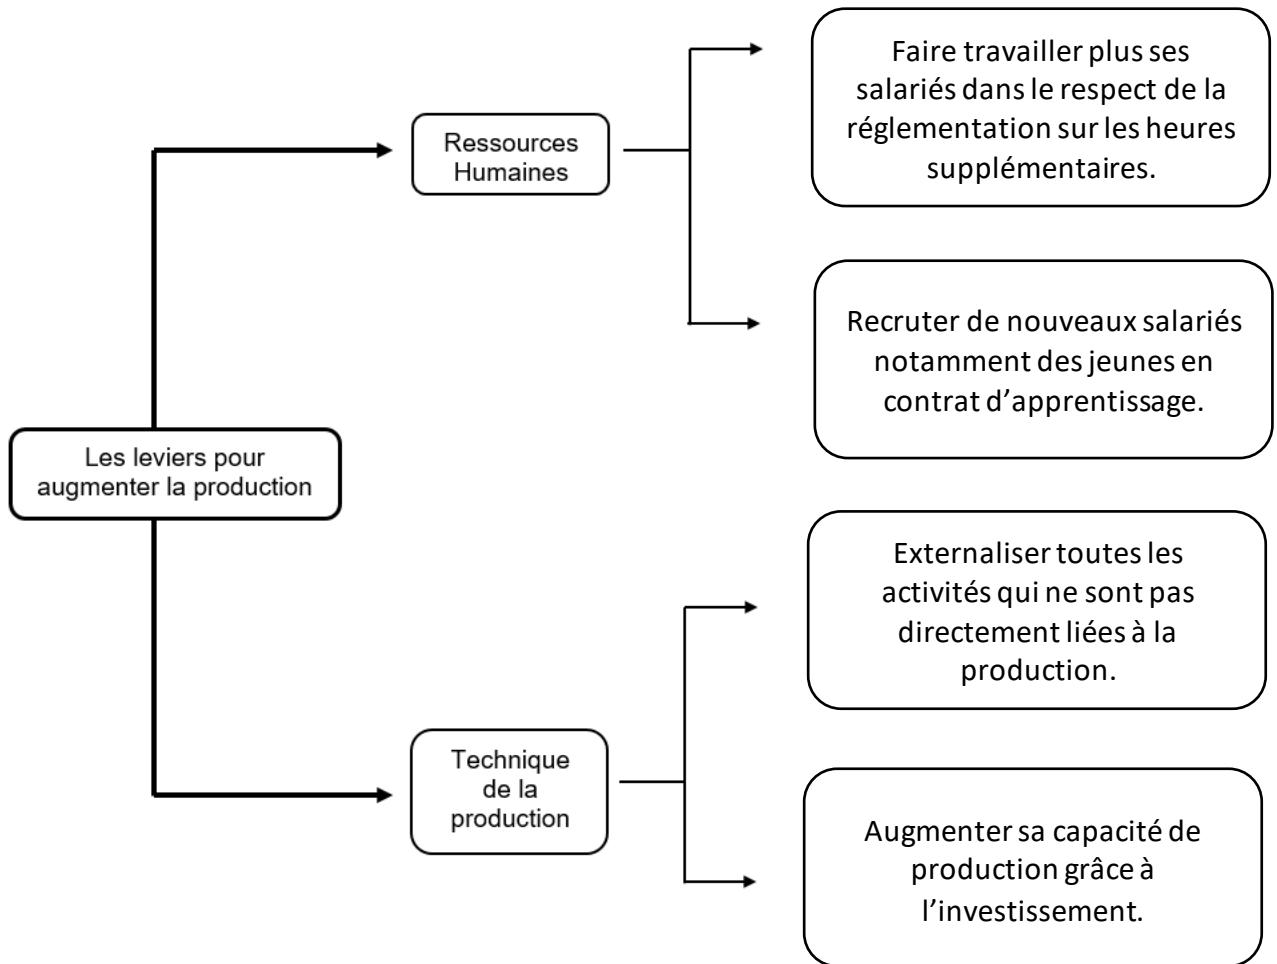 Faire travailler plus ses
salariés dans le respect de la
réglementation sur les heures
supplémentaires.
Ressources
Humaines
Recruter de nouveaux salariés
notamment des jeunes en
contrat d’apprentissage.
Les leviers pour
augmenter la production
Externaliser toutes les
activités qui ne sont pas
directement liées à la
production.
Technique
de la
production
Augmenter sa capacité de
production grâce à
l’investissement.